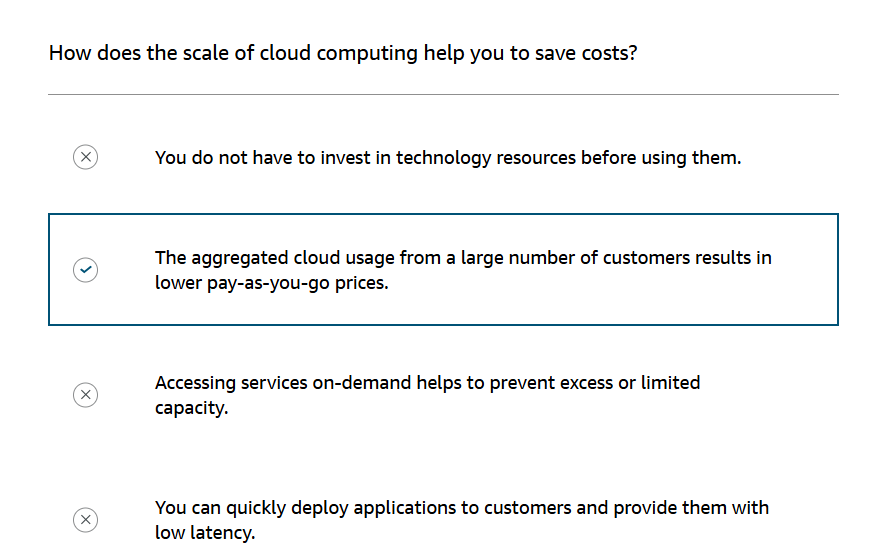 How does the scale of cloud computing help you to save costs?
You do not have to invest in technology resources before using them.
The aggregated cloud usage from a large number of customers results in
lower pay-as-you-go prices.
Accessing services on-demand helps to prevent excess or limited
capacity.
You can quickly deploy applications to customers and provide them with
low latency.